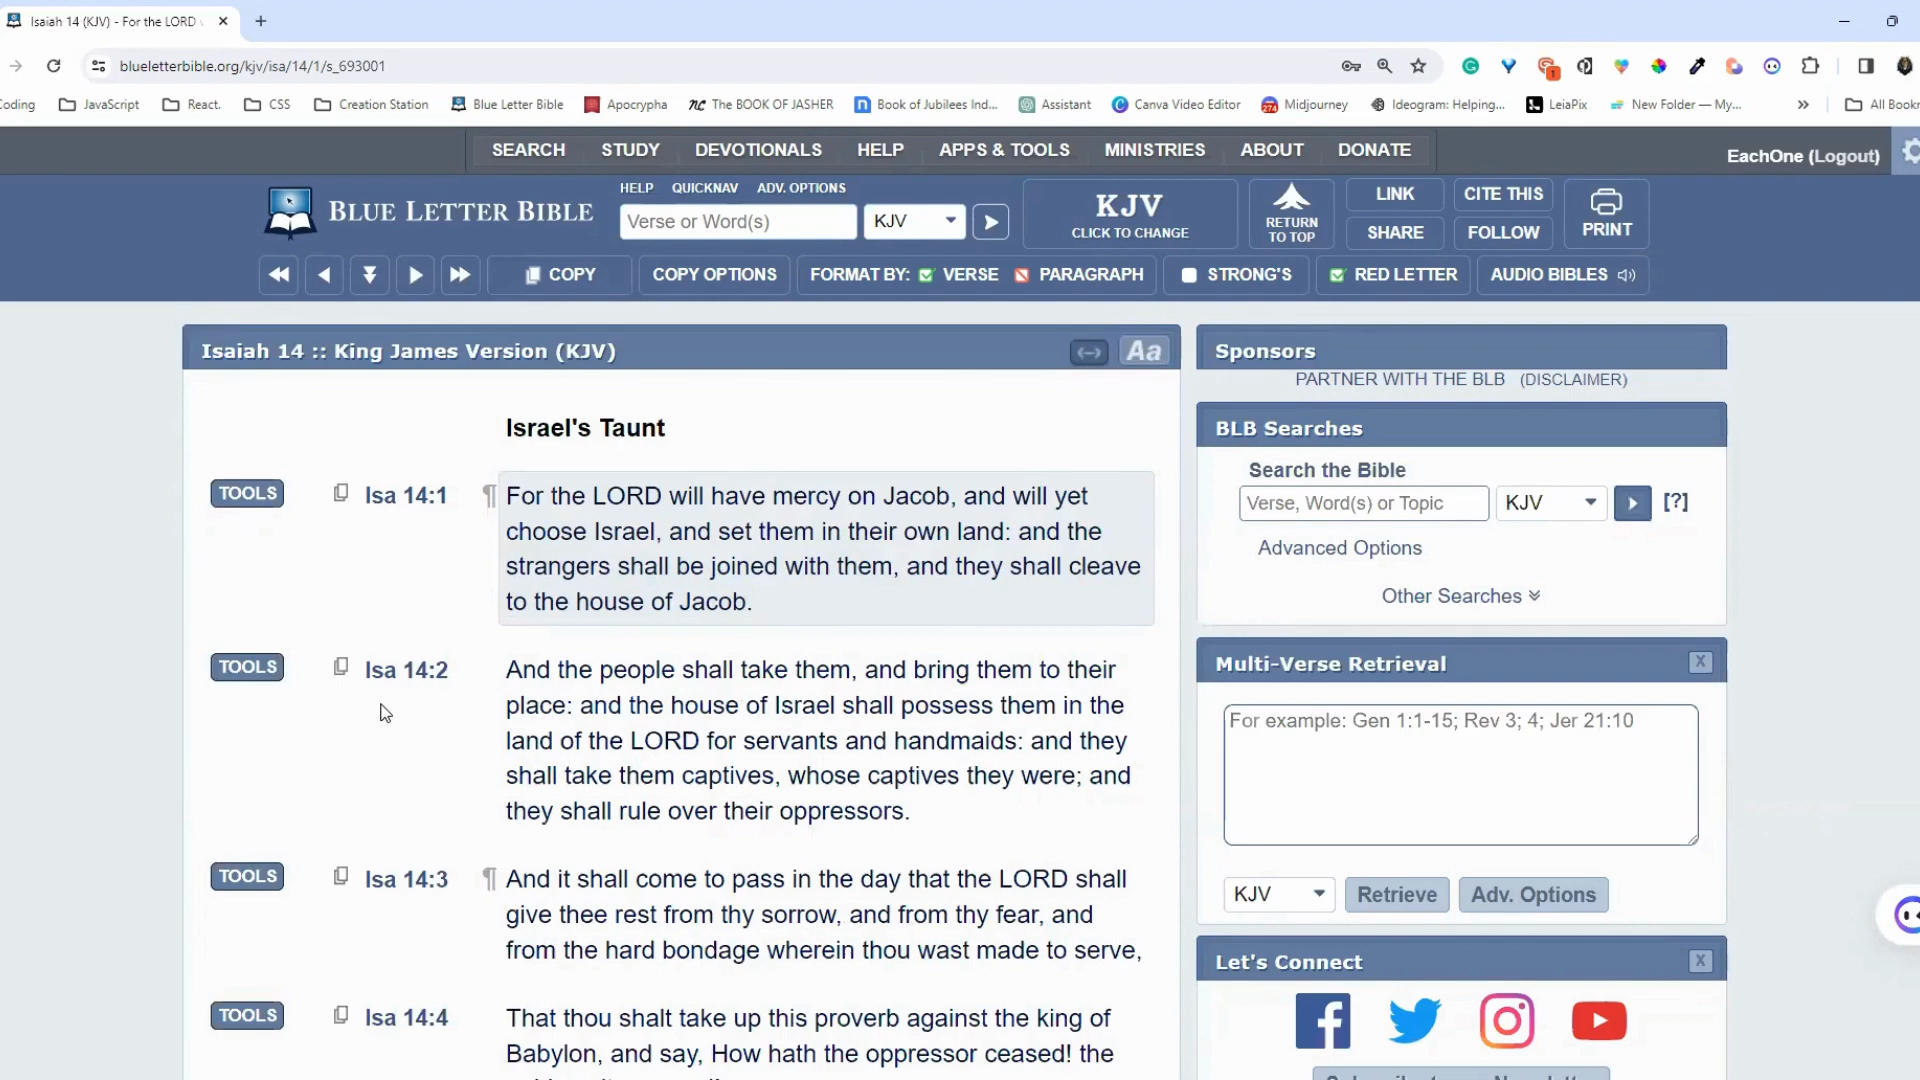 Isaiah 14 (KJV) - For the LORD
blueletterbible.org/kjv/isa/14/1/s_693001
Coding JavaScript React. CSS Creation Station Blue Letter Bible Apocrypha The BOOK OF JASHER Book of Jubilees Ind... Assistant Canva Video Editor Midjourney Ideogram: Helping... LeiaPix New Folder — My... » All Bookr
SEARCH STUDY DEVOTIONALS HELP APPS & TOOLS MINISTRIES ABOUT DONATE
EachOne (Logout)
BLUE LETTER BIBLE
HELP QUICKNAV ADV. OPTIONS
Verse or Word(s) KJV
KJV
CLICK TO CHANGE
RETURN
TO TOP
LINK CITE THIS
SHARE FOLLOW
PRINT
COPY COPY OPTIONS FORMAT BY: VERSE PARAGRAPH STRONG'S RED LETTER AUDIO BIBLES
Isaiah 14 :: King James Version (KJV) Aa
Israel's Taunt
TOOLS Isa 14:1 ¶ For the LORD will have mercy on Jacob, and will yet
choose Israel, and set them in their own land: and the
strangers shall be joined with them, and they shall cleave
to the house of Jacob.
TOOLS Isa 14:2 And the people shall take them, and bring them to their
place: and the house of Israel shall possess them in the
land of the LORD for servants and handmaids: and they
shall take them captives, whose captives they were; and
they shall rule over their oppressors.
TOOLS Isa 14:3 ¶ And it shall come to pass in the day that the LORD shall
give thee rest from thy sorrow, and from thy fear, and
from the hard bondage wherein thou wast made to serve,
TOOLS Isa 14:4 That thou shalt take up this proverb against the king of
Babylon, and say, How hath the oppressor ceased! the
Sponsors
PARTNER WITH THE BLB (DISCLAIMER)
BLB Searches
Search the Bible
Verse, Word(s) or Topic KJV [?]
Advanced Options
Other Searches
Multi-Verse Retrieval X
For example: Gen 1:1-15; Rev 3; 4; Jer 21:10
KJV Retrieve Adv. Options
Let's Connect X